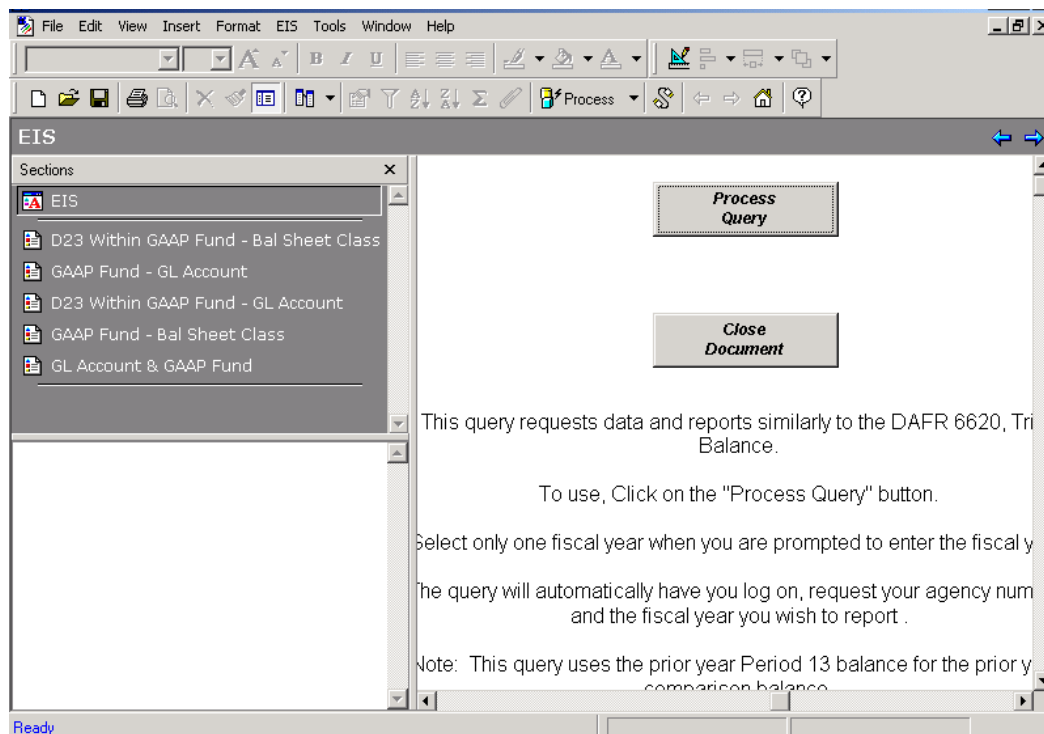 File Edit View Insert Format EIS Tools Window Help
B I U
Process
EIS
Sections
EIS
D23 Within GAAP Fund - Bal Sheet Class
GAAP Fund - GL Account
D23 Within GAAP Fund - GL Account
GAAP Fund - Bal Sheet Class
GL Account & GAAP Fund
Process
Query
Close
Document
This query requests data and reports similarly to the DAFR 6620, Tri
Balance.
To use, Click on the "Process Query" button.
Select only one fiscal year when you are prompted to enter the fiscal y
The query will automatically have you log on, request your agency num
and the fiscal year you wish to report .
Note: This query uses the prior year Period 13 balance for the prior y
comparison balance
Ready